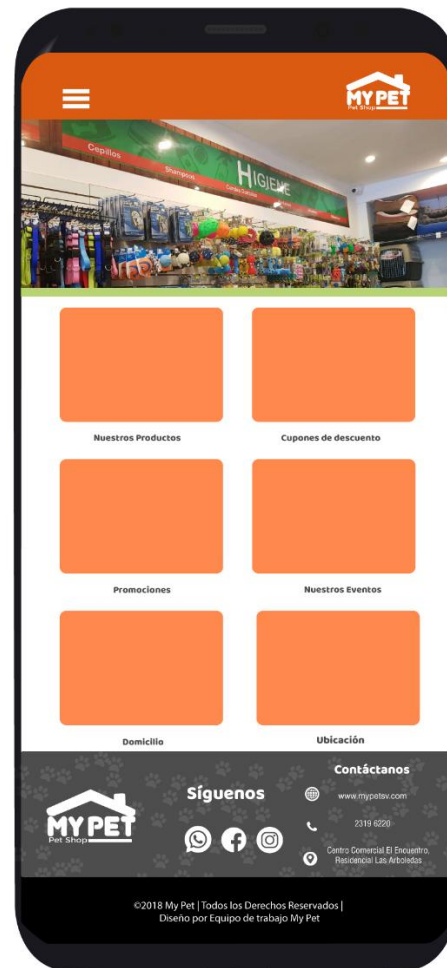 MY PET
Pet Shop
Cepillos
Shampoos
HIGIENE
Nuestros Productos
Cupones de descuento
Promociones
Nuestros Eventos
Domicilio
Ubicación
MY PET
Pet Shop
Síguenos
Contáctanos
www.mypetsv.com
2319 6220
Centro Comercial El Encuentro,
Residencial Las Arboledas
©2018 My Pet | Todos los Derechos Reservados |
Diseño por Equipo de trabajo My Pet